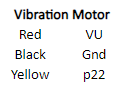 Vibration Motor
Red VU
Black Gnd
Yellow p22